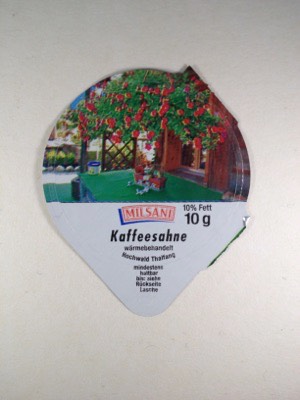 MILSANI
10% Fett
10 g
Kaffeesahne
wärmebehandelt
Hochwald Thalfang
mindestens
haltbar
bis: siehe
Rückseite
Lasche